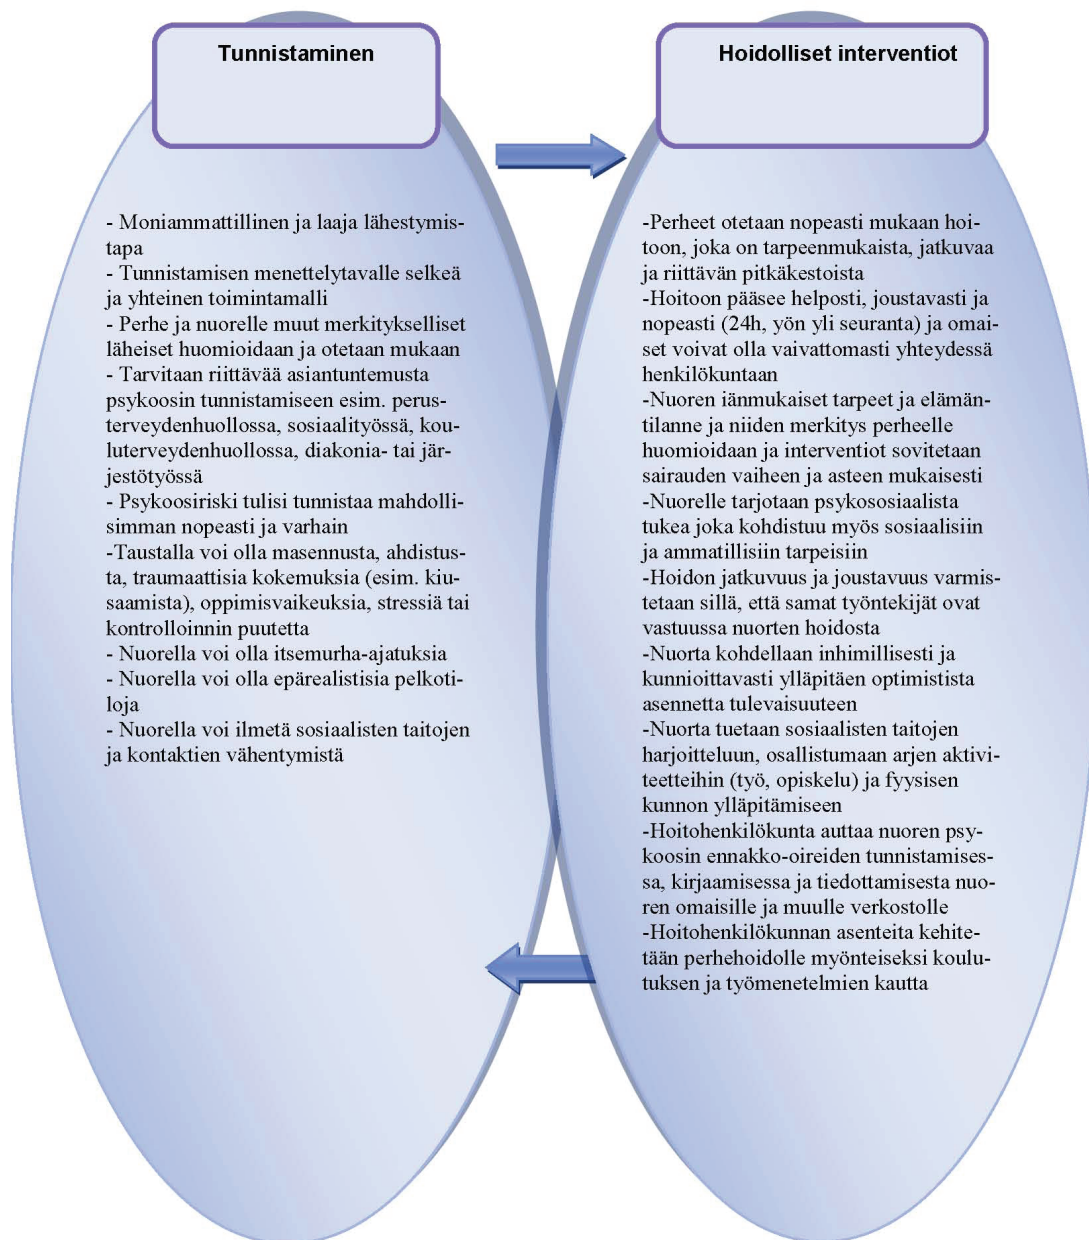 Tunnistaminen
- Moniammattillinen ja laaja lähestymis-
tapa
- Tunnistamisen menettelytavalle selkeä
ja yhteinen toimintamalli
- Perhe ja nuorelle muut merkitykselliset
läheiset huomioidaan ja otetaan mukaan
- Tarvitaan riittävää asiantuntemusta
psykoosin tunnistamiseen esim. perus-
terveydenhuollossa, sosiaalityössä, kou-
luterveydenhuollossa, diakonia- tai jär-
jestötyössä
- Psykoosiriski tulisi tunnistaa mahdolli-
simman nopeasti ja varhain
-Taustalla voi olla masennusta, ahdistus-
ta, traumaattisia kokemuksia (esim. kiu-
saamista), oppimisvaikeuksia, stressiä tai
kontrolloinnin puutetta
- Nuorella voi olla itsemurha-ajatuksia
- Nuorella voi olla epärealistisia pelkoti-
loja
- Nuorella voi ilmetä sosiaalisten taitojen
ja kontaktien vähentymistä
Hoidolliset interventiot
-Perheet otetaan nopeasti mukaan hoi-
toon, joka on tarpeenmukaista, jatkuvaa
ja riittävän pitkäkestoista
-Hoitoon pääsee helposti, joustavasti ja
nopeasti (24h, yön yli seuranta) ja omai-
set voivat olla vaivattomasti yhteydessä
henkilökuntaan
-Nuoren iänmukaiset tarpeet ja elämän-
tilanne ja niiden merkitys perheelle
huomioidaan ja interventiot sovitetaan
sairauden vaiheen ja asteen mukaisesti
-Nuorelle tarjotaan psykososiaalista
tukea joka kohdistuu myös sosiaalisiin
ja ammatillisiin tarpeisiin
-Hoidon jatkuvuus ja joustavuus varmis-
tetaan sillä, että samat työntekijät ovat
vastuussa nuorten hoidosta
-Nuorta kohdellaan inhimillisesti ja
kunnioittavasti ylläpitäen optimistista
asennetta tulevaisuuteen
-Nuorta tuetaan sosiaalisten taitojen
harjoitteluun, osallistumaan arjen aktivi-
teetteihin (työ, opiskelu) ja fyysisen
kunnon ylläpitämiseen
-Hoitohenkilökunta auttaa nuoren psy-
koosin ennakko-oireiden tunnistamises-
sa, kirjaamisessa ja tiedottamisesta nuo-
ren omaisille ja muulle verkostolle
-Hoitohenkilökunnan asenteita kehite-
tään perhehoidolle myönteiseksi koulu-
tuksen ja työmenetelmien kautta